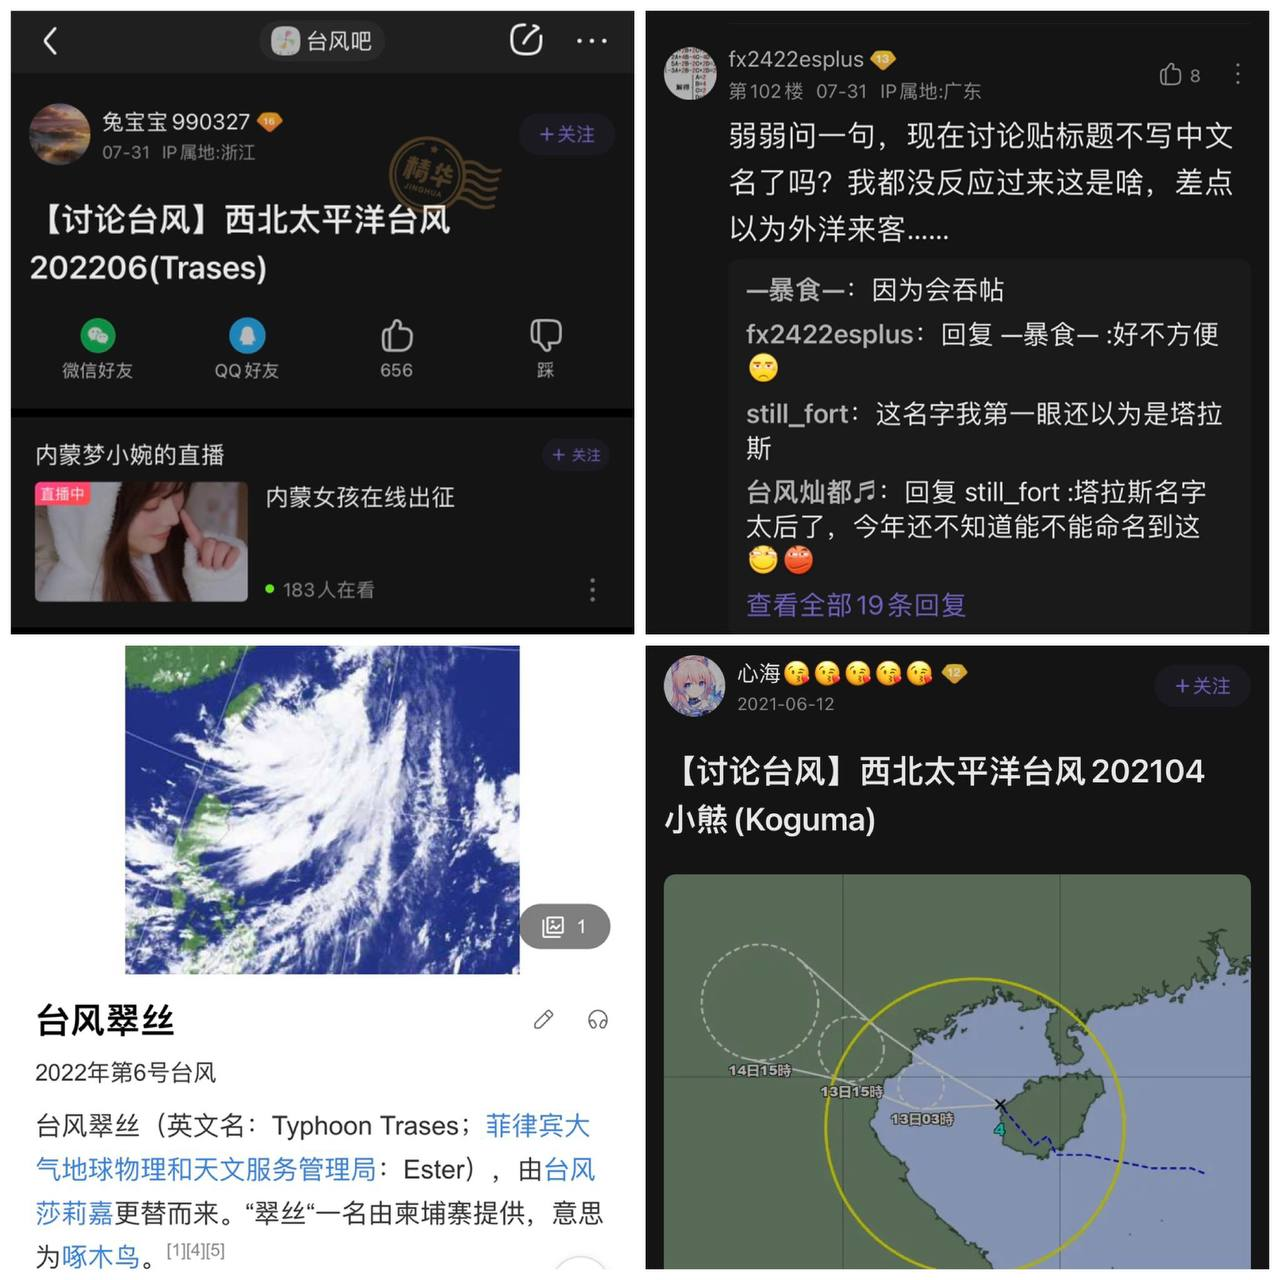 台风吧
兔宝宝990327 16
07-31 IP属地:浙江
+关注
精华
JINGHUA
【讨论台风】西北太平洋台风
202206(Trases)
微信好友
QQ好友
656
踩
内蒙梦小婉的直播
+ 关注
直播中
内蒙女孩在线出征
183人在看
fx2422esplus 13
第102楼 07-31 IP属地:广东
8
弱弱问一句，现在讨论贴标题不写中文
名了吗？我都没反应过来这是啥，差点
以为外洋来客……
—暴食—：因为会吞帖
fx2422esplus：回复 —暴食— :好不方便
still_fort：这名字我第一眼还以为是塔拉
斯
台风灿都♬：回复 still_fort :塔拉斯名字
太后了，今年还不知道能不能命名到这
查看全部19条回复
1
台风翠丝
2022年第6号台风
台风翠丝（英文名：Typhoon Trases；菲律宾大
气地球物理和天文服务管理局：Ester），由台风
莎莉嘉更替而来。“翠丝“一名由柬埔寨提供，意思
为啄木鸟。[1][4][5]
心海😘😘😘😘😘 12
2021-06-12
+关注
【讨论台风】西北太平洋台风202104
小熊(Koguma)
14日15時
13日15時
13日03時
4